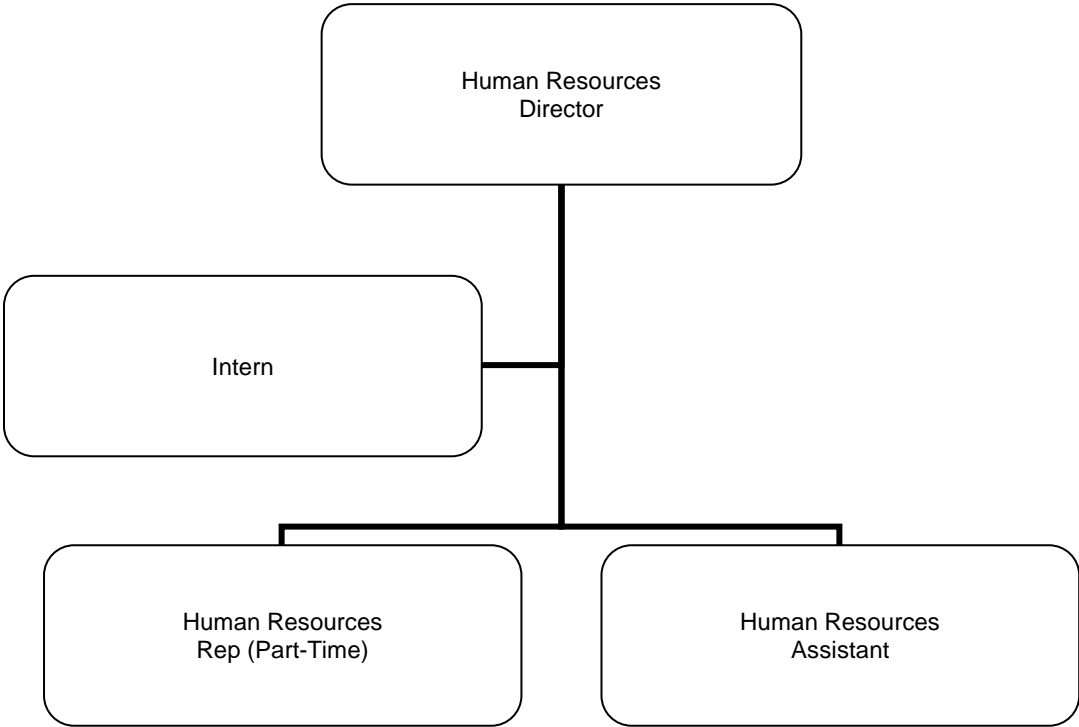 Human Resources
Director
Intern
Human Resources
Rep (Part-Time)
Human Resources
Assistant